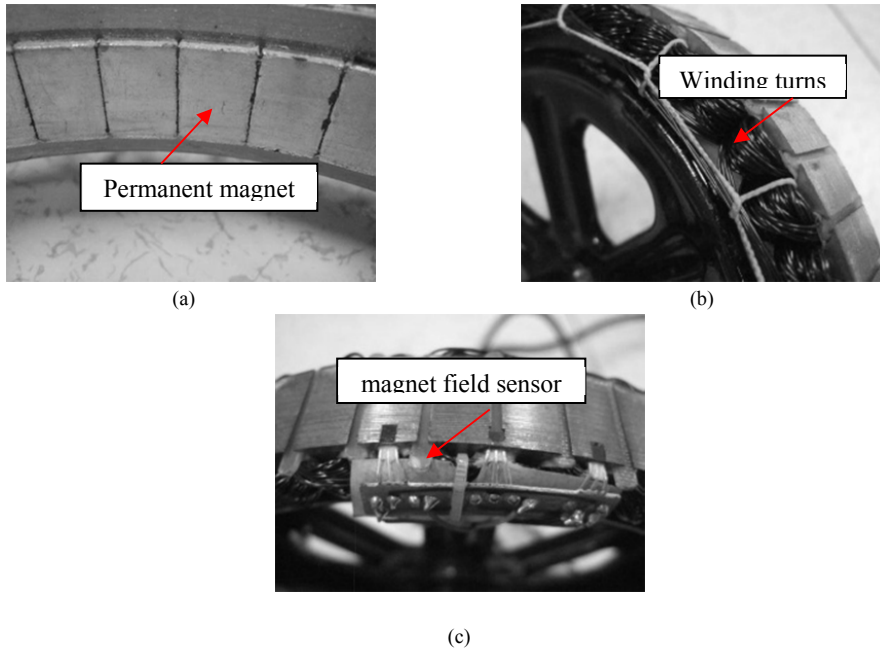 Permanent magnet
(a)
Winding turns
(b)
magnet field sensor
(c)